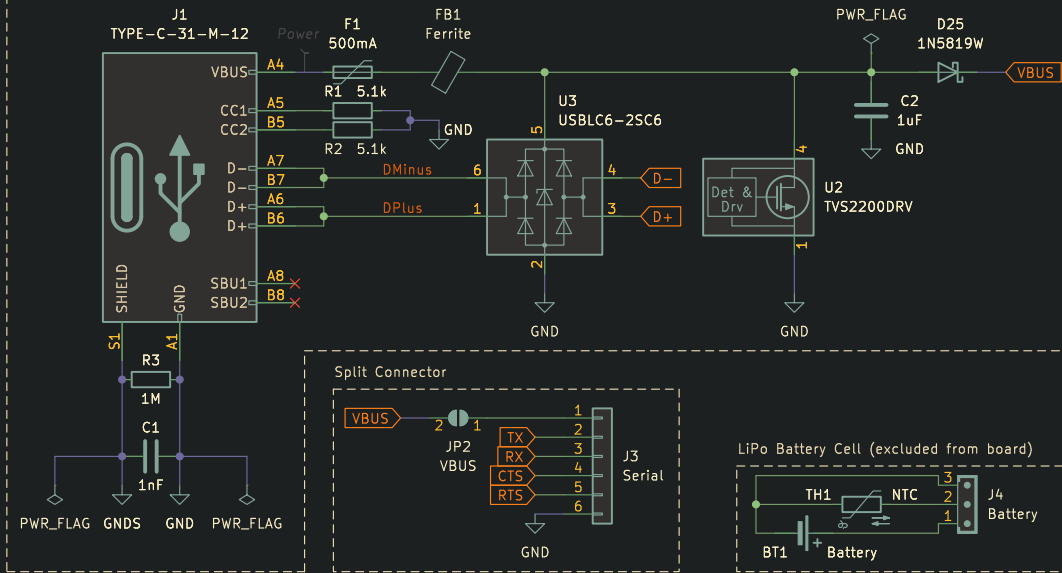 J1
TYPE-C-31-M-12
Power
F1
500mA
FB1
Ferrite
PWR_FLAG
D25
1N5819W
VBUS
A4
VBUS
R1 5.1k
CC1
A5
CC2
B5
GND
R2 5.1k
U3
USBLC6-2SC6
C2
1uF
GND
5
4
D-
A7
DMinus
6
4
D-
D-
B7
D+
A6
DPlus
1
3
D+
D+
B6
Det &
Drv
U2
TVS2200DRV
2
1
SBU1
A8
SBU2
B8
SHIELD
GND
GND
GND
S1
A1
R3
1M
C1
1nF
PWR_FLAG
GNDS
GND
PWR_FLAG
Split Connector
VBUS
2
1
JP2
VBUS
1
TX
2
RX
3
CTS
4
RTS
5
6
GND
J3
Serial
LiPo Battery Cell (excluded from board)
3
TH1
NTC
2
1
J4
Battery
BT1
+
Battery